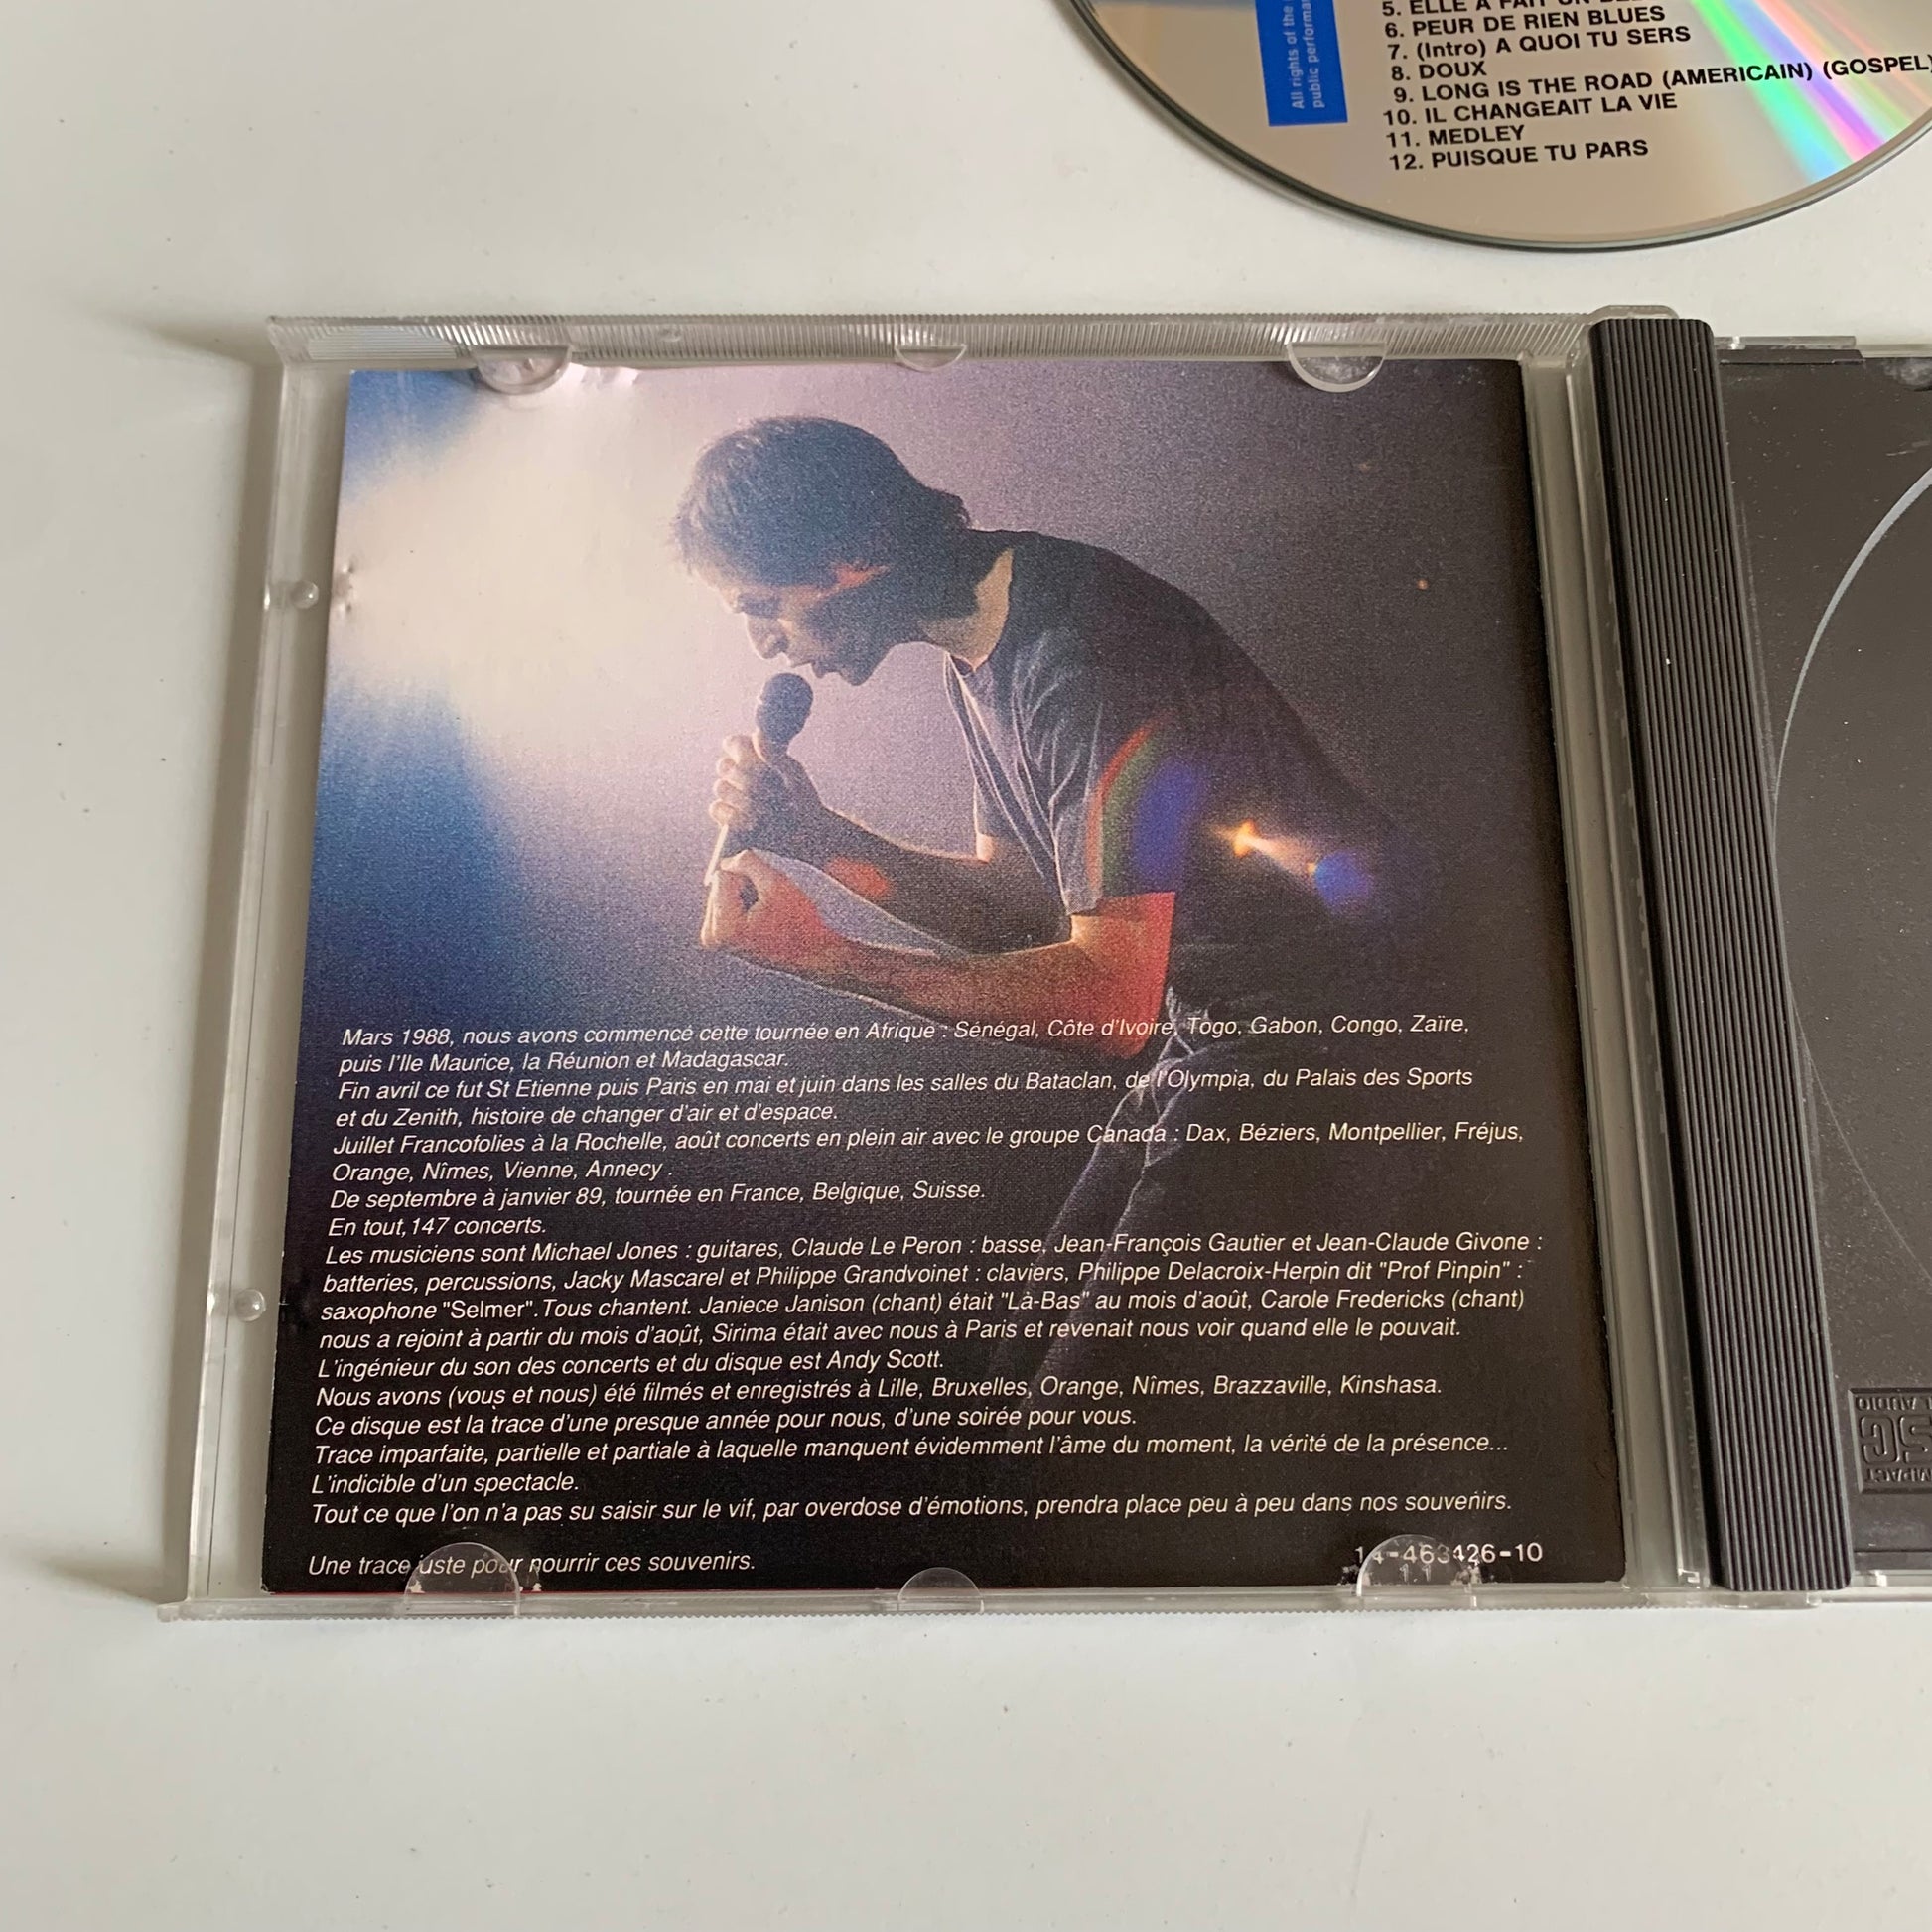 All rights of the
public performa
5. ELLE A FAIT UN
6. PEUR DE RIEN BLUES
7. (Intro) A QUOI TU SERS
8. DOUX
9. LONG IS THE ROAD (AMERICAIN) (GOSPEL)
10. IL CHANGEAIT LA VIE
11. MEDLEY
12. PUISQUE TU PARS
Mars 1988, nous avons commencé cette tournée en Afrique : Sénégal, Côte d'Ivoire, Togo, Gabon, Congo, Zaïre,
puis l'Ile Maurice, la Réunion et Madagascar.
Fin avril ce fut St Etienne puis Paris en mai et juin dans les salles du Bataclan, de l'Olympia, du Palais des Sports
et du Zenith, histoire de changer d'air et d'espace.
Juillet Francofolies à la Rochelle, août concerts en plein air avec le groupe Canada : Dax, Béziers, Montpellier, Fréjus,
Orange, Nîmes, Vienne, Annecy .
De septembre à janvier 89, tournée en France, Belgique, Suisse.
En tout, 147 concerts.
Les musiciens sont Michael Jones : guitares, Claude Le Peron : basse, Jean-François Gautier et Jean-Claude Givone :
batteries, percussions, Jacky Mascarel et Philippe Grandvoinet : claviers, Philippe Delacroix-Herpin dit "Prof Pinpin" :
saxophone "Selmer". Tous chantent. Janiece Janison (chant) était "Là-Bas" au mois d'août, Carole Fredericks (chant)
nous a rejoint à partir du mois d'août, Sirima était avec nous à Paris et revenait nous voir quand elle le pouvait.
L'ingénieur du son des concerts et du disque est Andy Scott.
Nous avons (vous et nous) été filmés et enregistrés à Lille, Bruxelles, Orange, Nîmes, Brazzaville, Kinshasa.
Ce disque est la trace d'une presque année pour nous, d'une soirée pour vous.
Trace imparfaite, partielle et partiale à laquelle manquent évidemment l'âme du moment, la vérité de la présence...
L'indicible d'un spectacle.
Tout ce que l'on n'a pas su saisir sur le vif, par overdose d'émotions, prendra place peu à peu dans nos souvenirs.
Une trace juste pour nourrir ces souvenirs.
14-463426-10
11